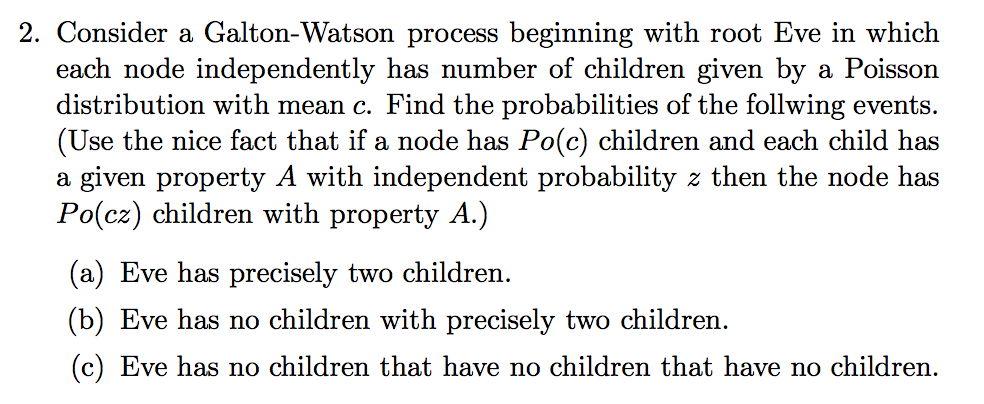 2. Consider a Galton-Watson process beginning with root Eve in which
each node independently has number of children given by a Poisson
distribution with mean c. Find the probabilities of the follwing events.
(Use the nice fact that if a node has Po(c) children and each child has
a given property A with independent probability z then the node has
Po(cz) children with property A.)
(a) Eve has precisely two children.
(b) Eve has no children with precisely two children.
(c) Eve has no children that have no children that have no children.